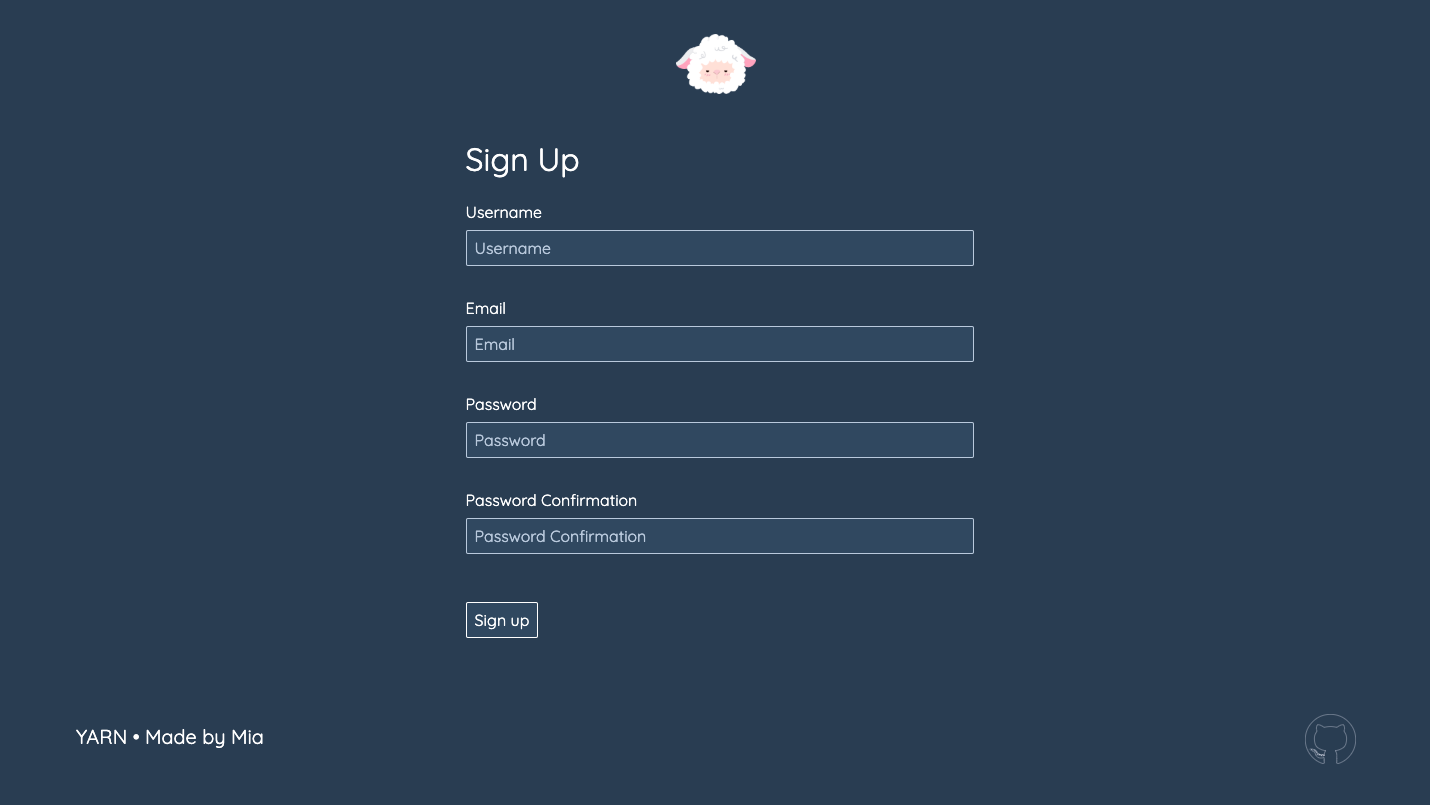 Sign Up
Username
Username
Email
Email
Password
Password
Password Confirmation
Password Confirmation
Sign up
YARN • Made by Mia